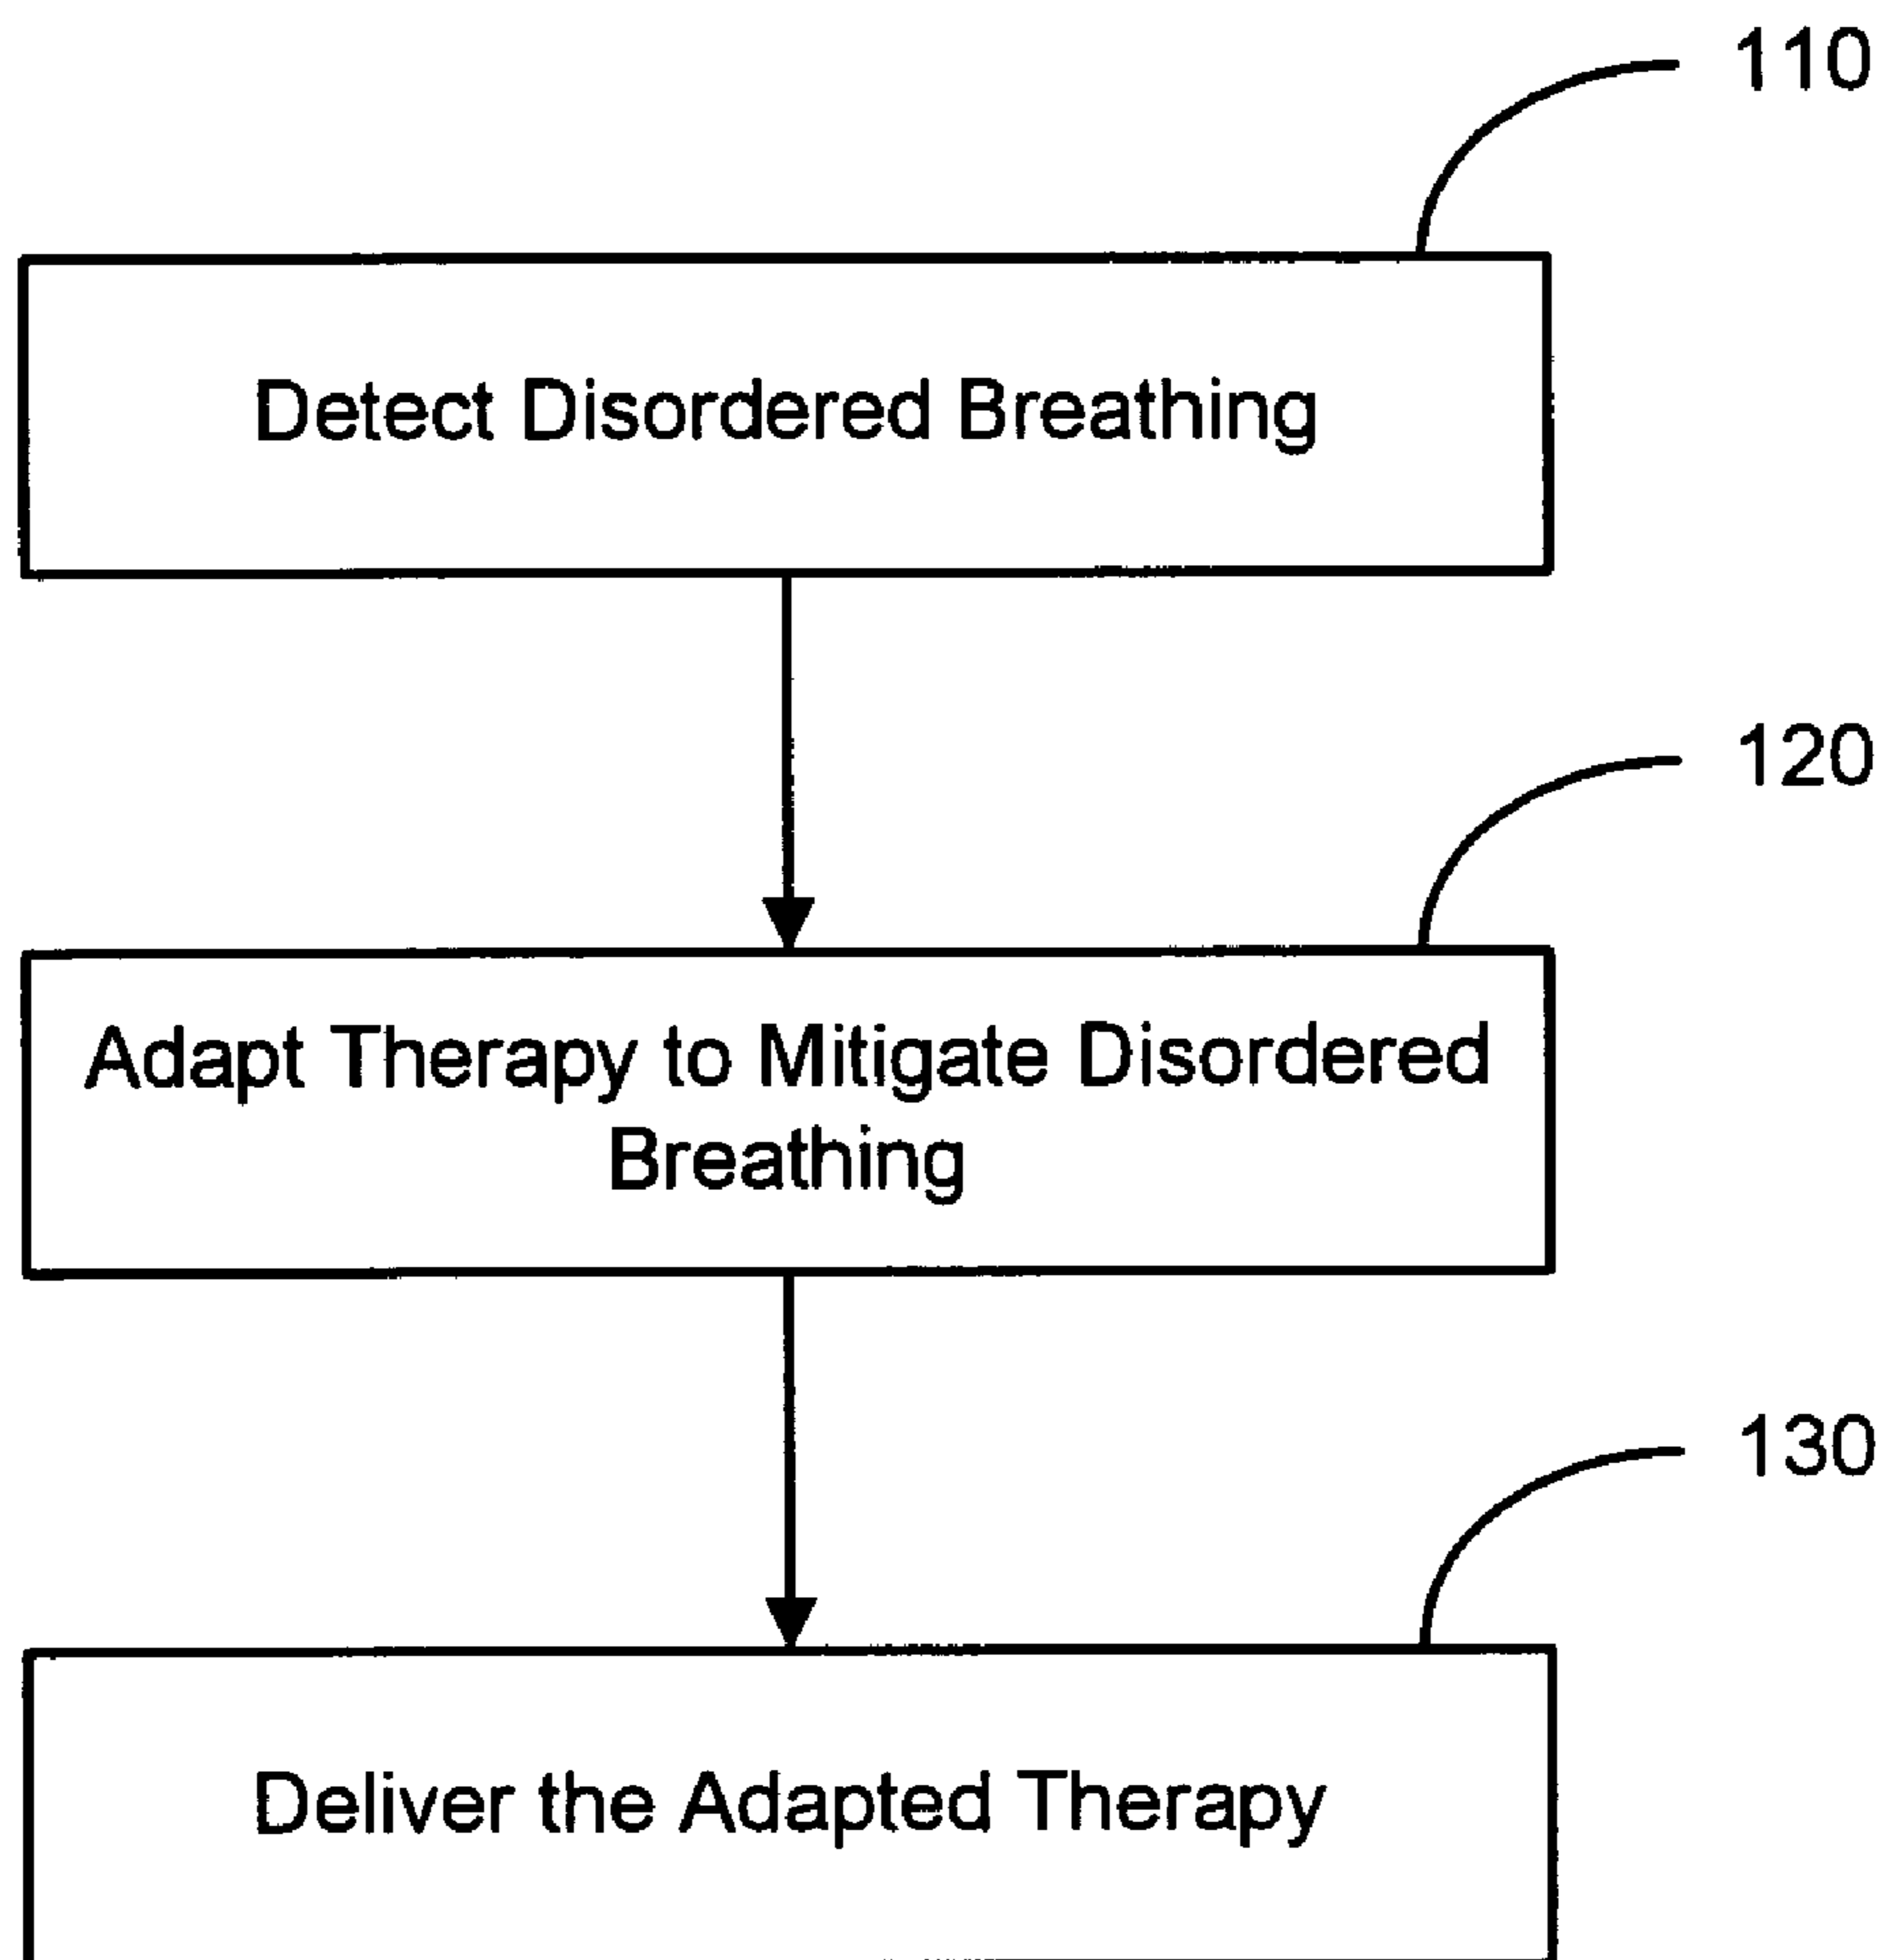 110
Detect Disordered Breathing
120
Adapt Therapy to Mitigate Disordered
Breathing
130
Deliver the Adapted Therapy